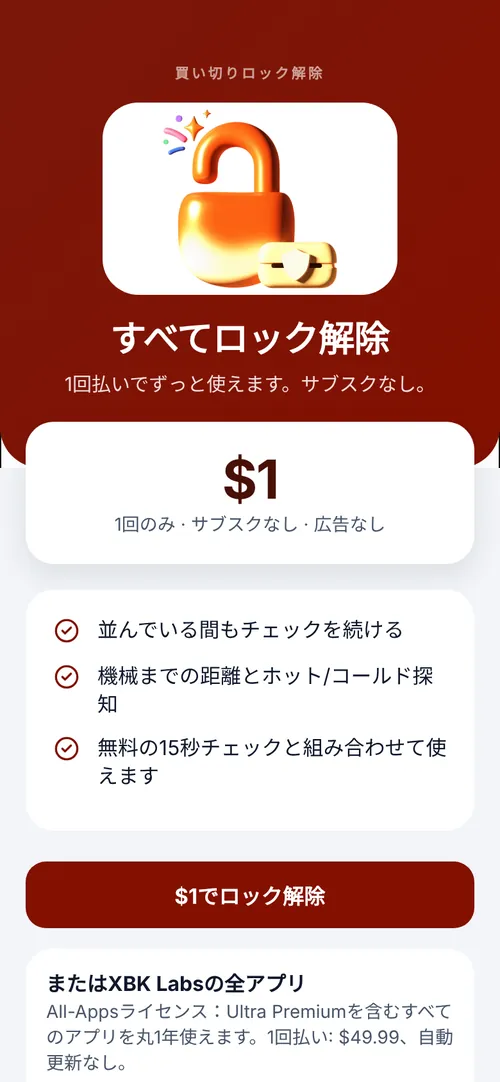 買い切りロック解除
すべてロック解除
1回払いでずっと使えます。サブスクなし。
$1
1回のみ · サブスクなし · 広告なし
並んでいる間もチェックを続ける
機械までの距離とホット/コールド探
知
無料の15秒チェックと組み合わせて使
えます
$1でロック解除
またはXBK Labsの全アプリ
All-Appsライセンス：Ultra Premiumを含むすべて
のアプリを丸1年使えます。1回払い: $49.99、自動
更新なし。